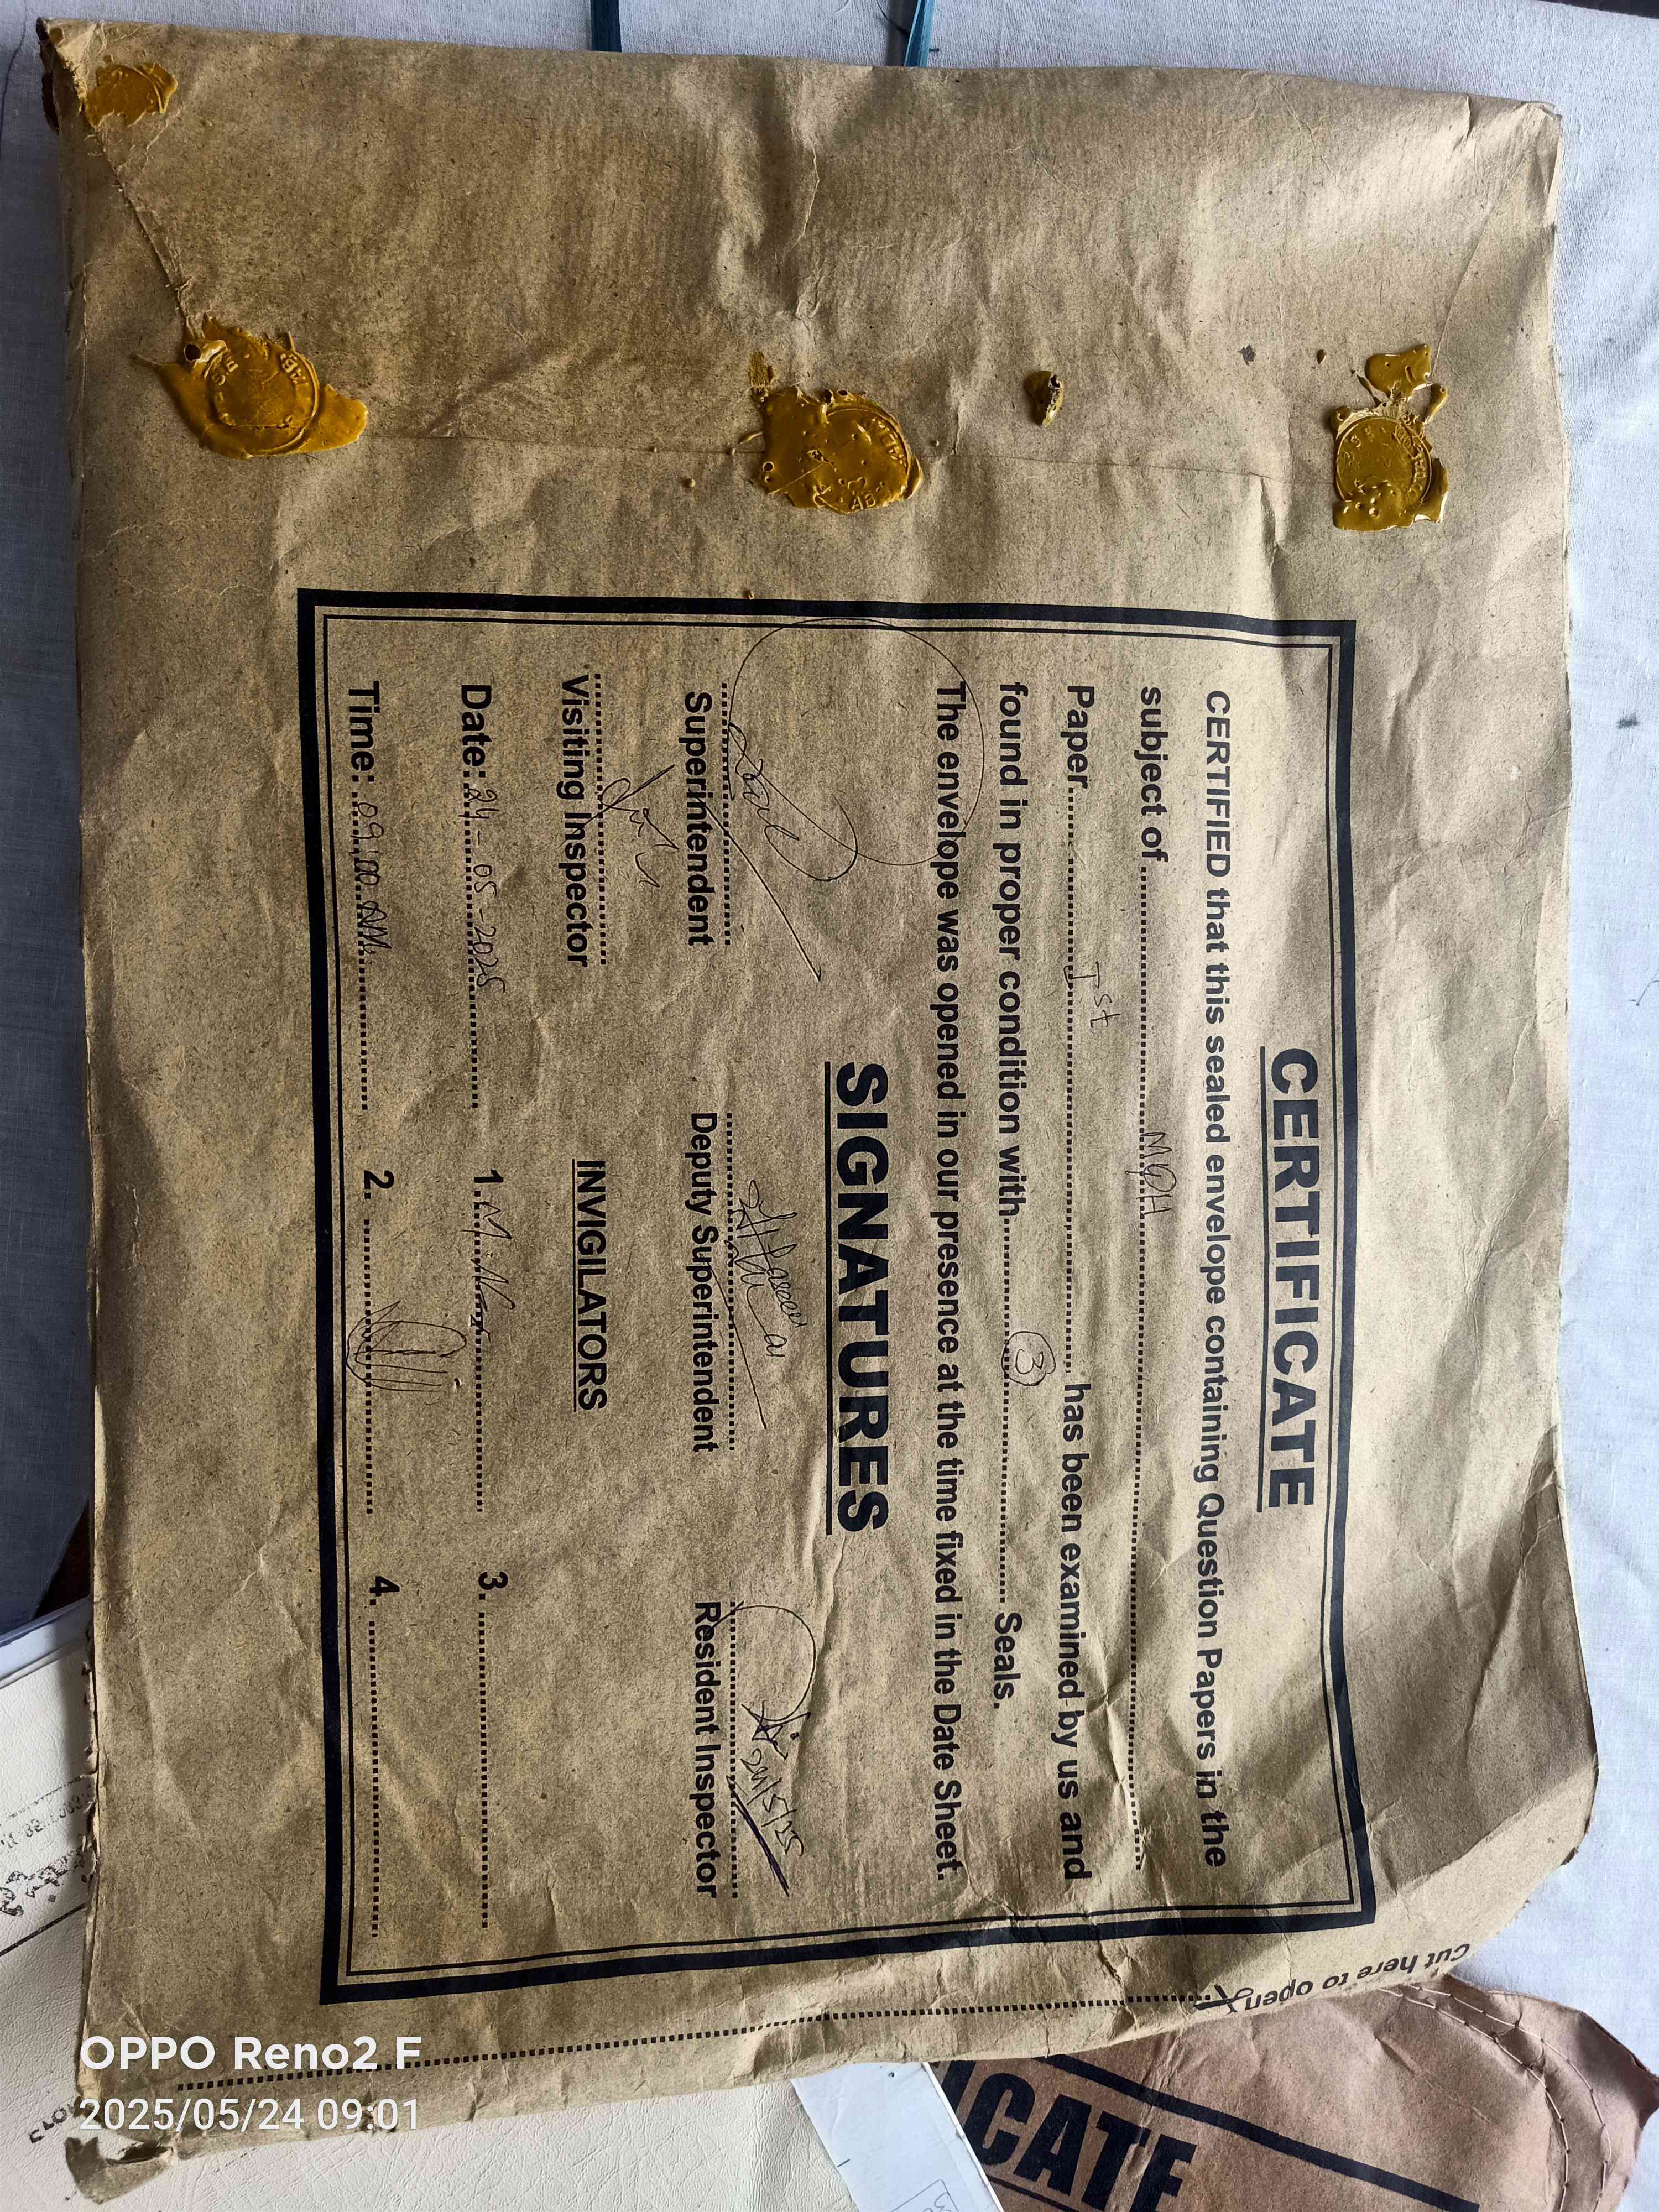 CERTIFICATE
CERTIFIED that this sealed envelope containing Question Papers in the
subject of ........ MQH ........
Paper ........ Ist ........ has been examined by us and
found in proper condition with ........ 3 ........ Seals.
The envelope was opened in our presence at the time fixed in the Date Sheet.
SIGNATURES
24/5/25
Superintendent Deputy Superintendent Resident Inspector
Visiting Inspector INVIGILATORS
Date: 24-05-2025 1. 3.
Time: 09:00 AM 2. 4.
Cut here to open
ICATE
OPPO Reno2 F
2025/05/24 09:01